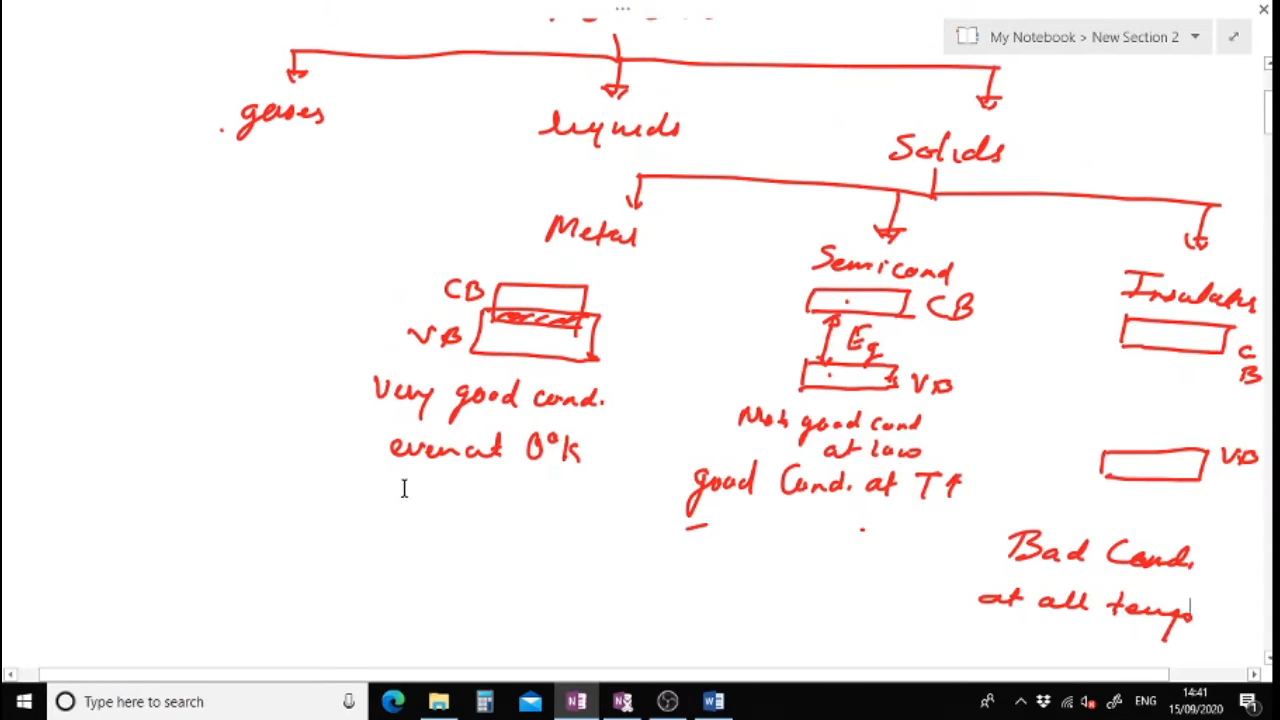 My Notebook > New Section 2
gases
liquids
Solids
Metal
Semicond
Insulator
CB
VB
Very good cond.
even at 0°K
CB
Eg
VB
Not good cond
at low
good Cond. at T↑
C
B
VB
Bad Cond.
at all temps
Type here to search
ENG
14:41
15/09/2020
1